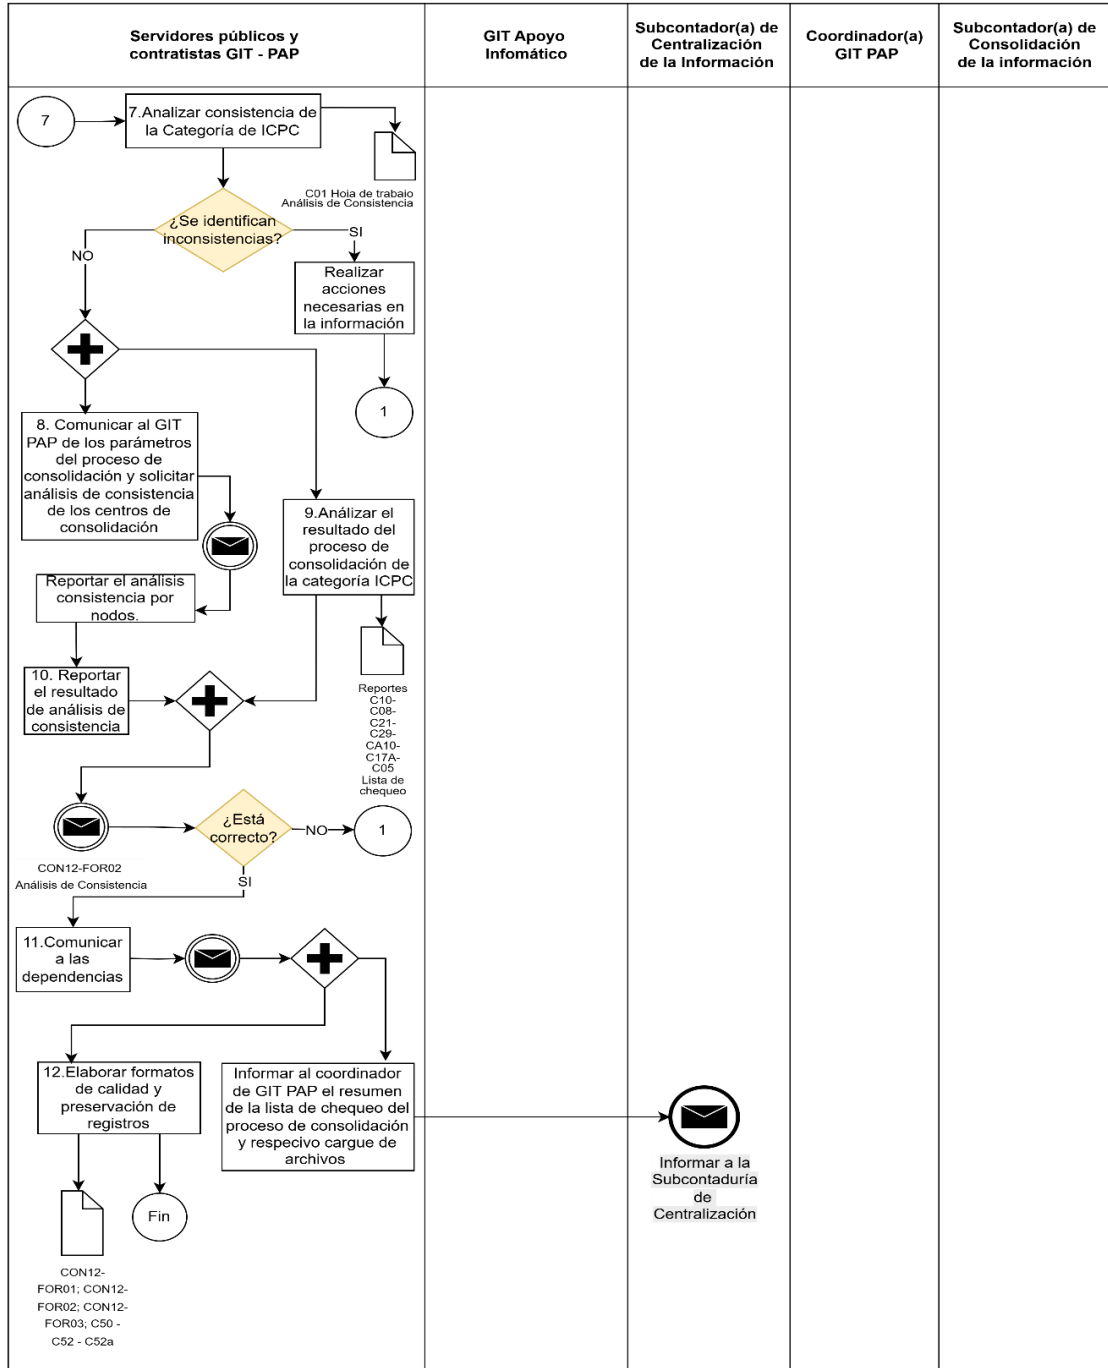 Servidores públicos y
contratistas GIT - PAP
GIT Apoyo
Infomático
Subcontador(a) de
Centralización
de la Información
Coordinador(a)
GIT PAP
Subcontador(a) de
Consolidación
de la información
7
7.Analizar consistencia de
la Categoría de ICPC
C01 Hoia de trabaio
Análisis de Consistencia
¿Se identifican
inconsistencias?
SI
NO
Realizar
acciones
necesarias en
la información
1
8. Comunicar al GIT
PAP de los parámetros
del proceso de
consolidación y solicitar
análisis de consistencia
de los centros de
consolidación
9.Análizar el
resultado del
proceso de
consolidación de
la categoría ICPC
Reportar el análisis
consistencia por
nodos.
10. Reportar
el resultado
de análisis de
consistencia
Reportes
C10-
C08-
C21-
C29-
CA10-
C17A-
C05
Lista de
chequeo
¿Está
correcto?
NO
1
CON12-FOR02
Análisis de Consistencia
SI
11.Comunicar
a las
dependencias
12.Elaborar formatos
de calidad y
preservación de
registros
Informar al coordinador
de GIT PAP el resumen
de la lista de chequeo del
proceso de consolidación
y respecivo cargue de
archivos
Informar a la
Subcontaduría
de
Centralización
Fin
CON12-
FOR01; CON12-
FOR02; CON12-
FOR03; C50 -
C52 - C52a